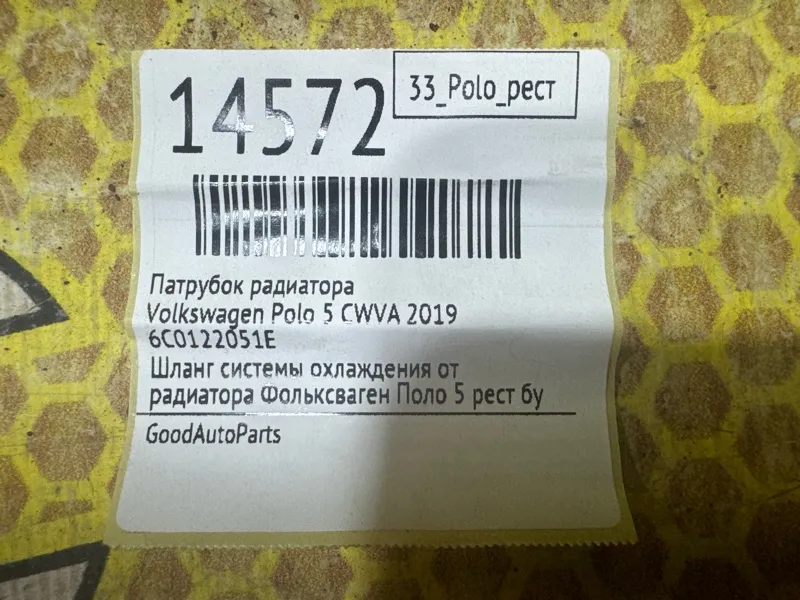 14572
33_Polo_рест
Патрубок радиатора
Volkswagen Polo 5 CWVA 2019
6C0122051E
Шланг системы охлаждения от
радиатора Фольксваген Поло 5 рест бу
GoodAutoParts